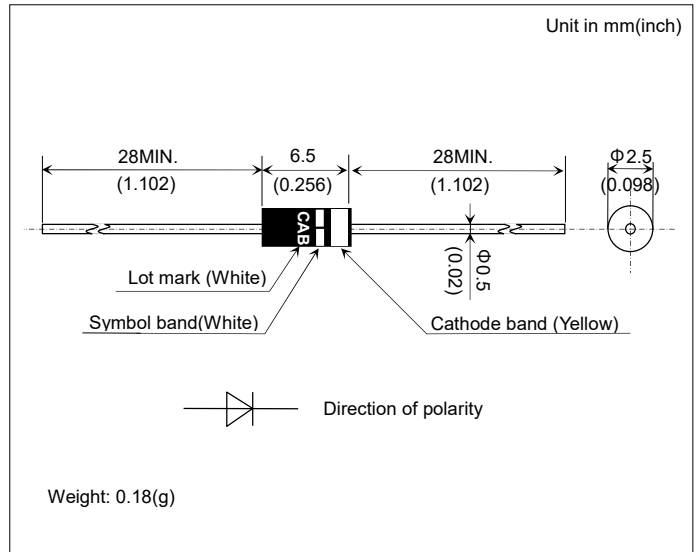 Unit in mm(inch)
28MIN.
(1.102)
6.5
(0.256)
28MIN.
(1.102)
Φ2.5
(0.098)
CAB
Φ0.5
(0.02)
Lot mark (White)
Symbol band(White)
Cathode band (Yellow)
Direction of polarity
Weight: 0.18(g)